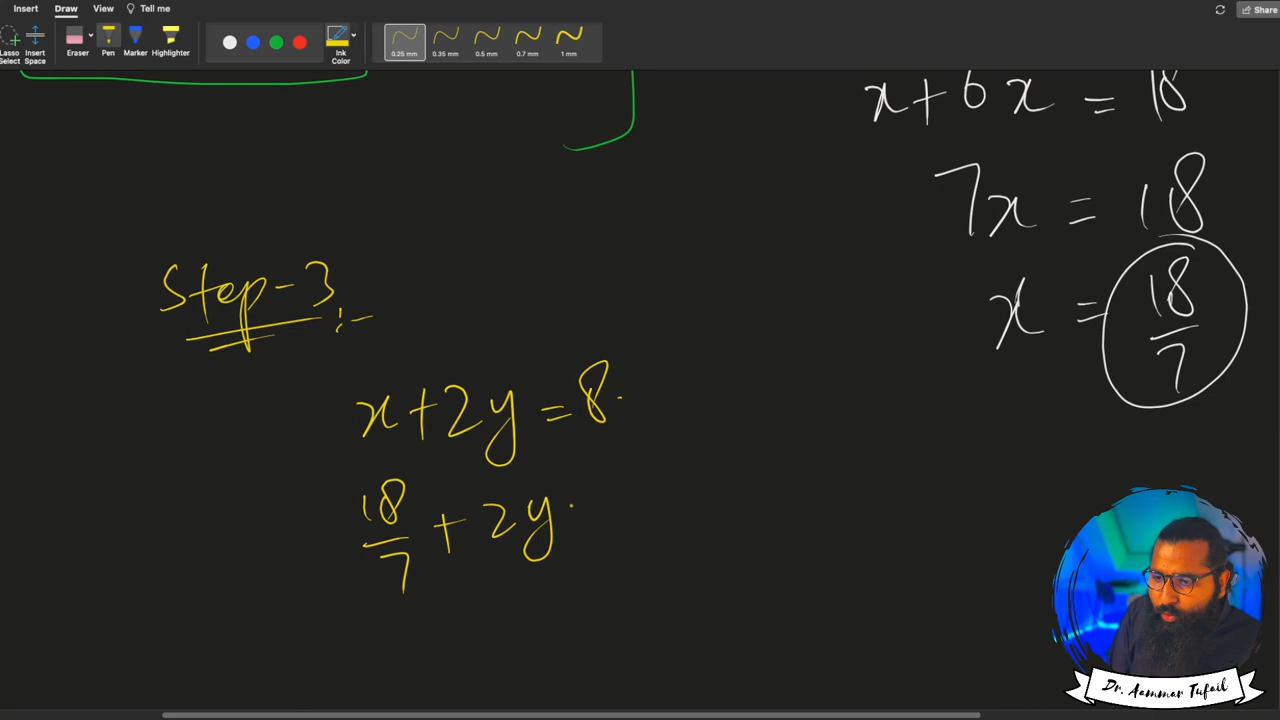 Insert Draw View Tell me
Share
Lasso Select
Insert Space
Eraser
Pen
Marker
Highlighter
Ink Color
0.25 mm
0.35 mm
0.5 mm
0.7 mm
1 mm
x + 6x = 18
7x = 18
x = 18/7
Step-3 :-
x + 2y = 8
18/7 + 2y
Dr. Aammar Tufail